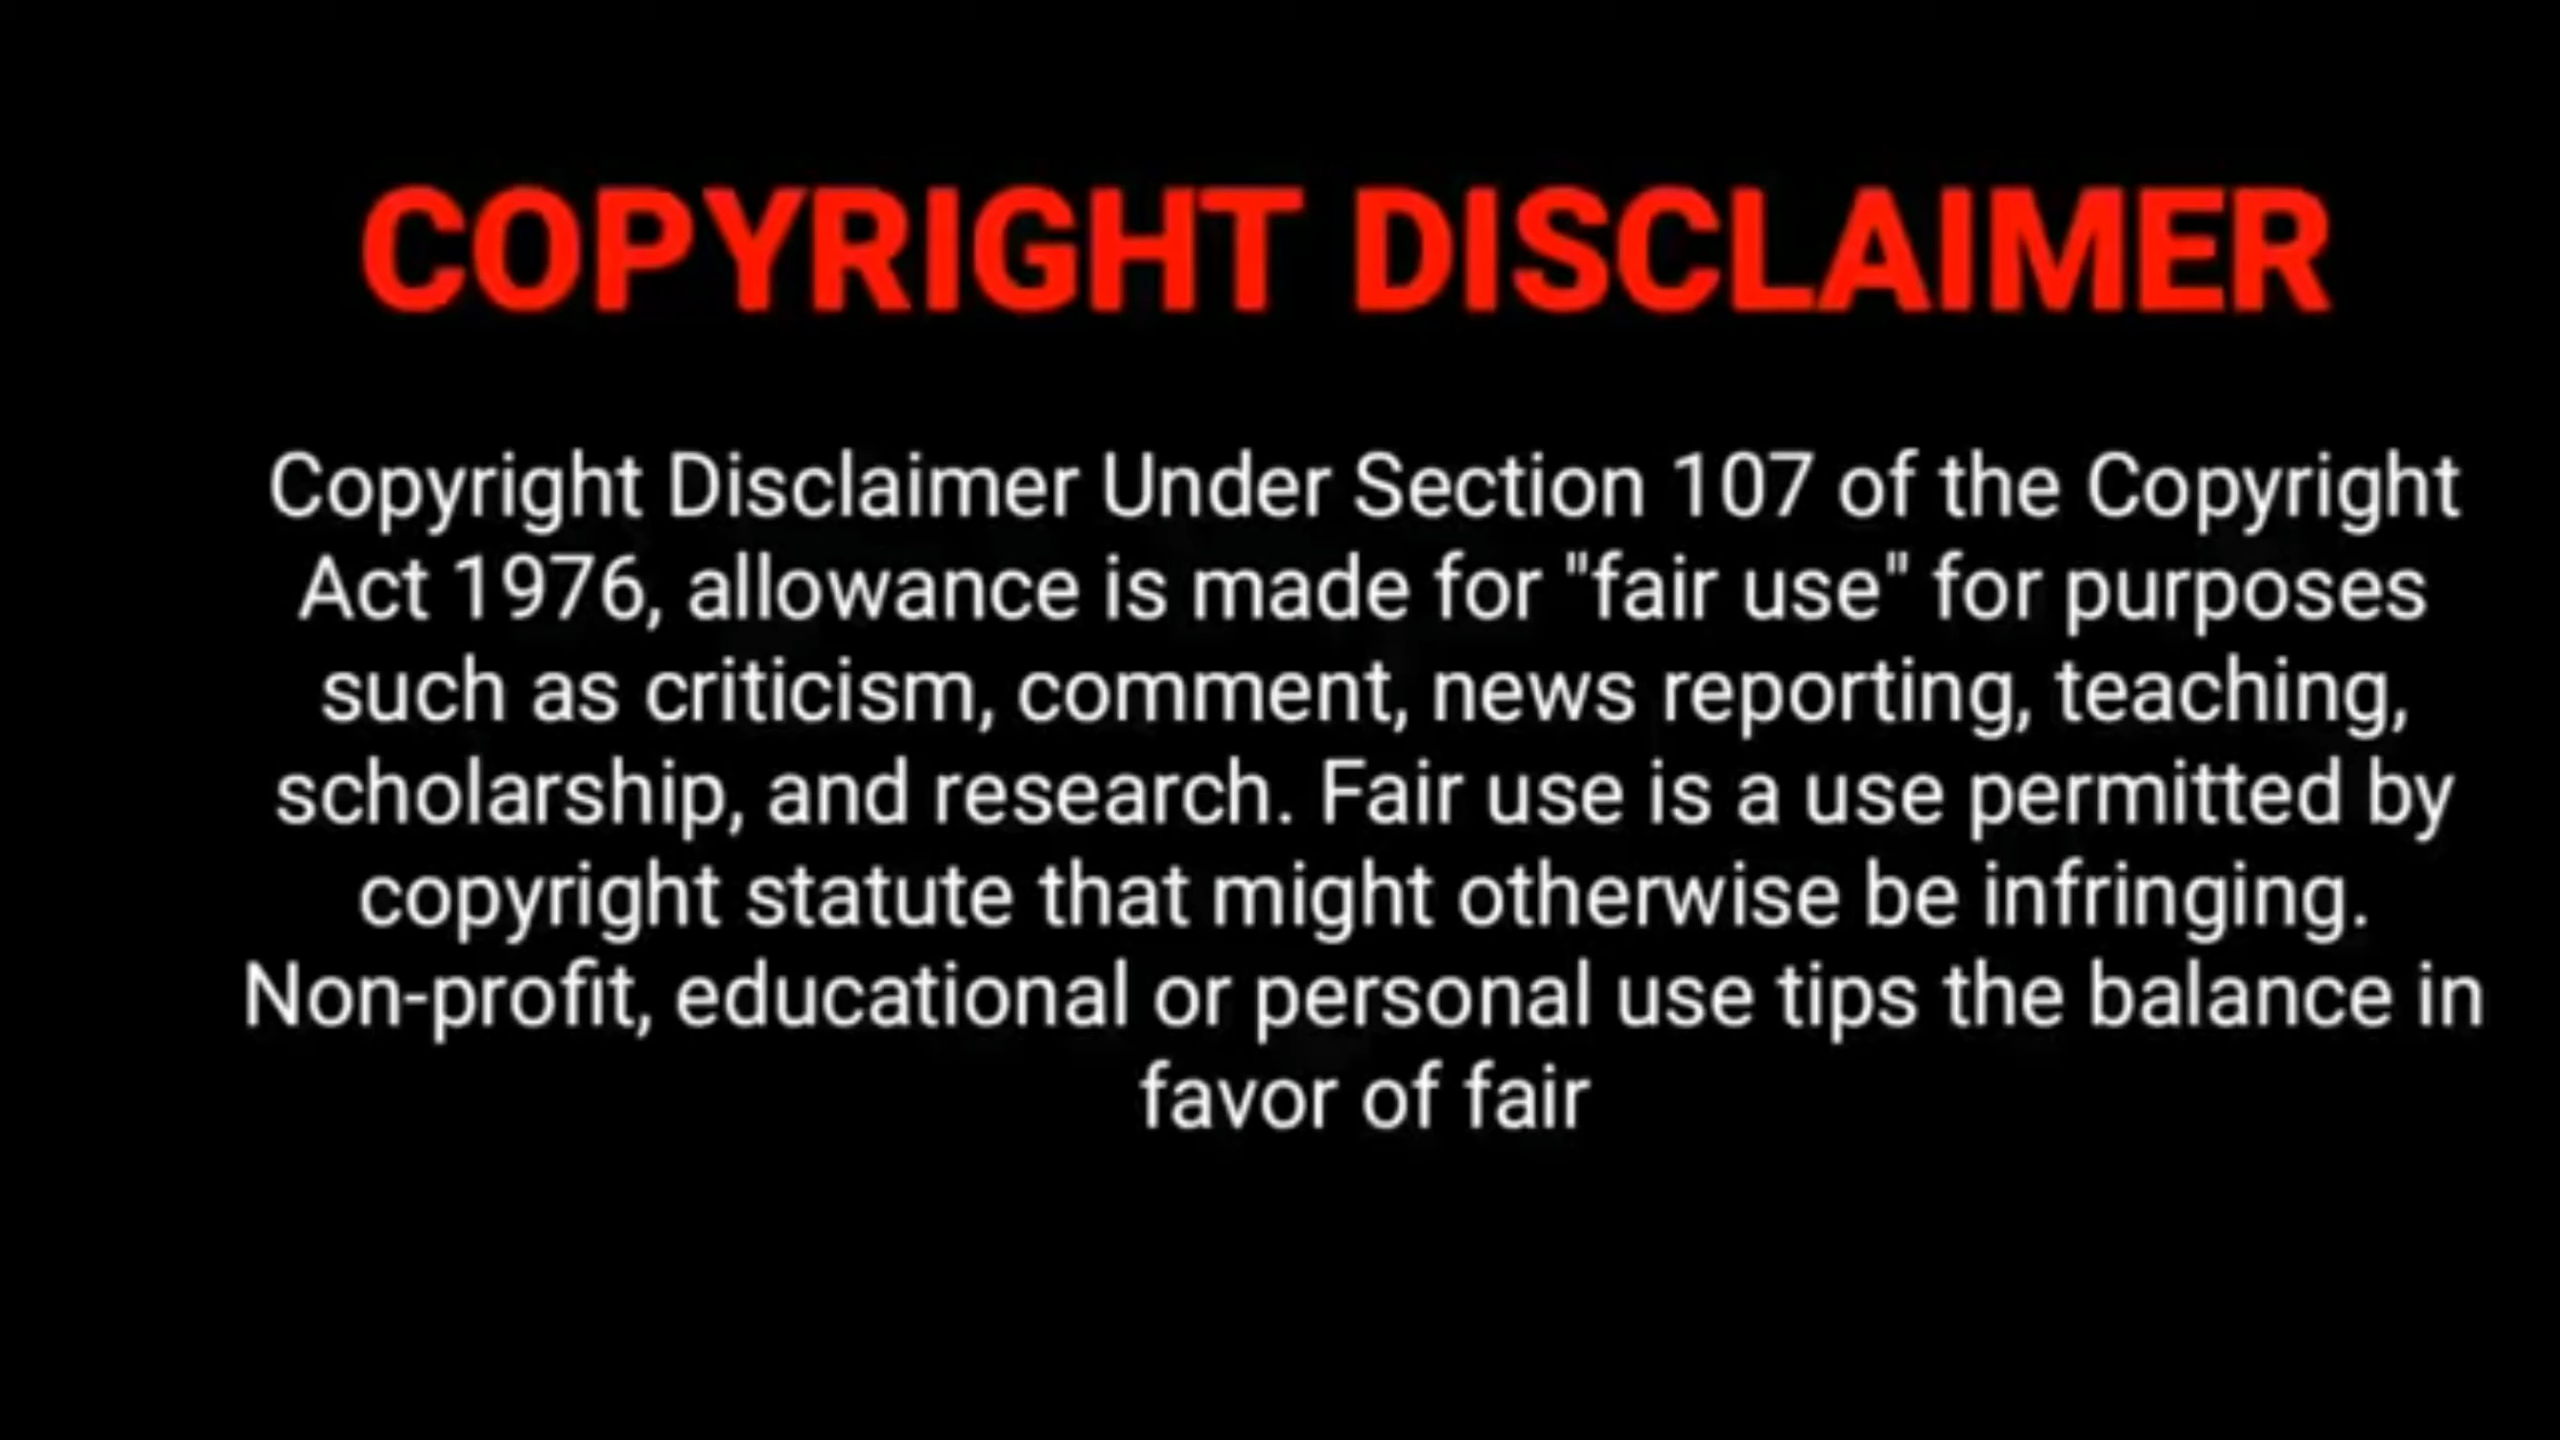 COPYRIGHT DISCLAIMER
Copyright Disclaimer Under Section 107 of the Copyright
Act 1976, allowance is made for "fair use" for purposes
such as criticism, comment, news reporting, teaching,
scholarship, and research. Fair use is a use permitted by
copyright statute that might otherwise be infringing.
Non-profit, educational or personal use tips the balance in
favor of fair